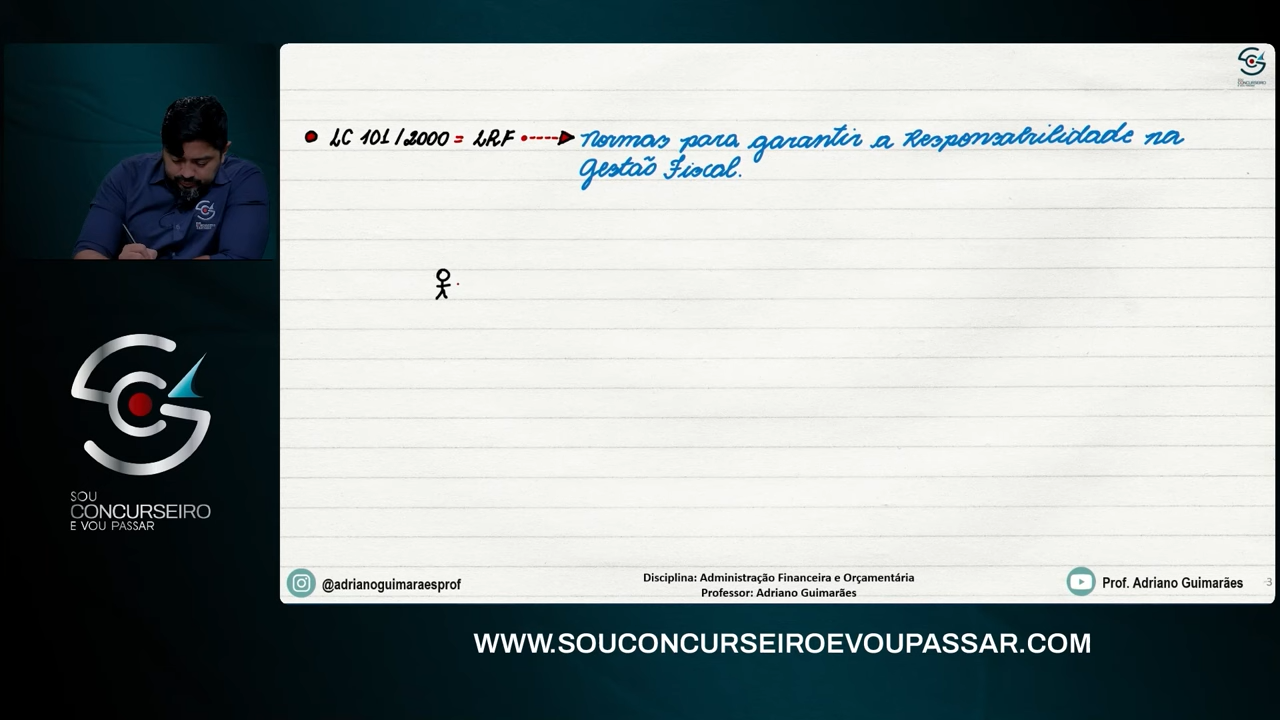 LC 101/2000 = LRF Normas para garantir a Responsabilidade na
Gestão Fiscal.
SOU
CONCURSEIRO
E VOU PASSAR
@adrianoguimaraesprof
Disciplina: Administração Financeira e Orçamentária
Professor: Adriano Guimarães
Prof. Adriano Guimarães
3
WWW.SOUCONCURSEIROEVOUPASSAR.COM